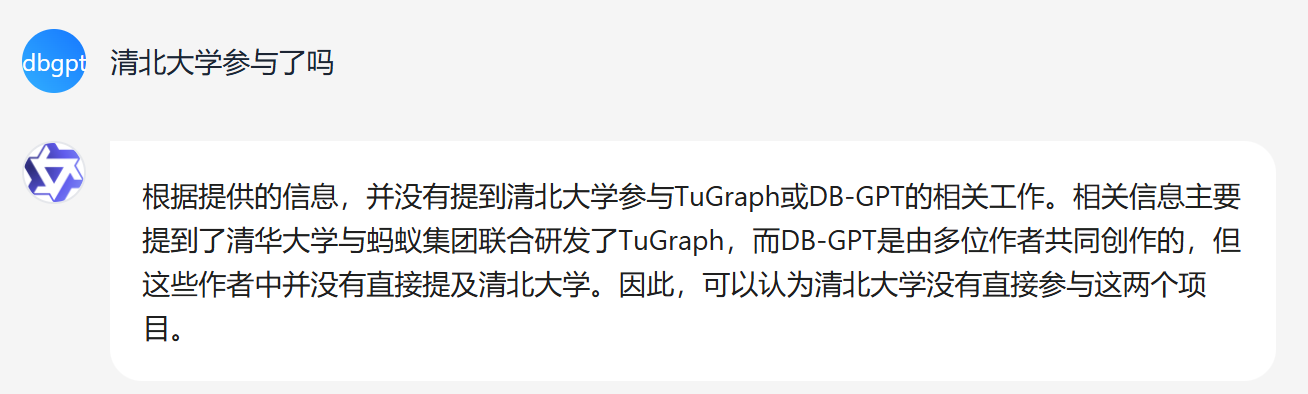 dbgpt 清北大学参与了吗
根据提供的信息，并没有提到清北大学参与TuGraph或DB-GPT的相关工作。相关信息主要
提到了清华大学与蚂蚁集团联合研发了TuGraph，而DB-GPT是由多位作者共同创作的，但
这些作者中并没有直接提及清北大学。因此，可以认为清北大学没有直接参与这两个项
目。